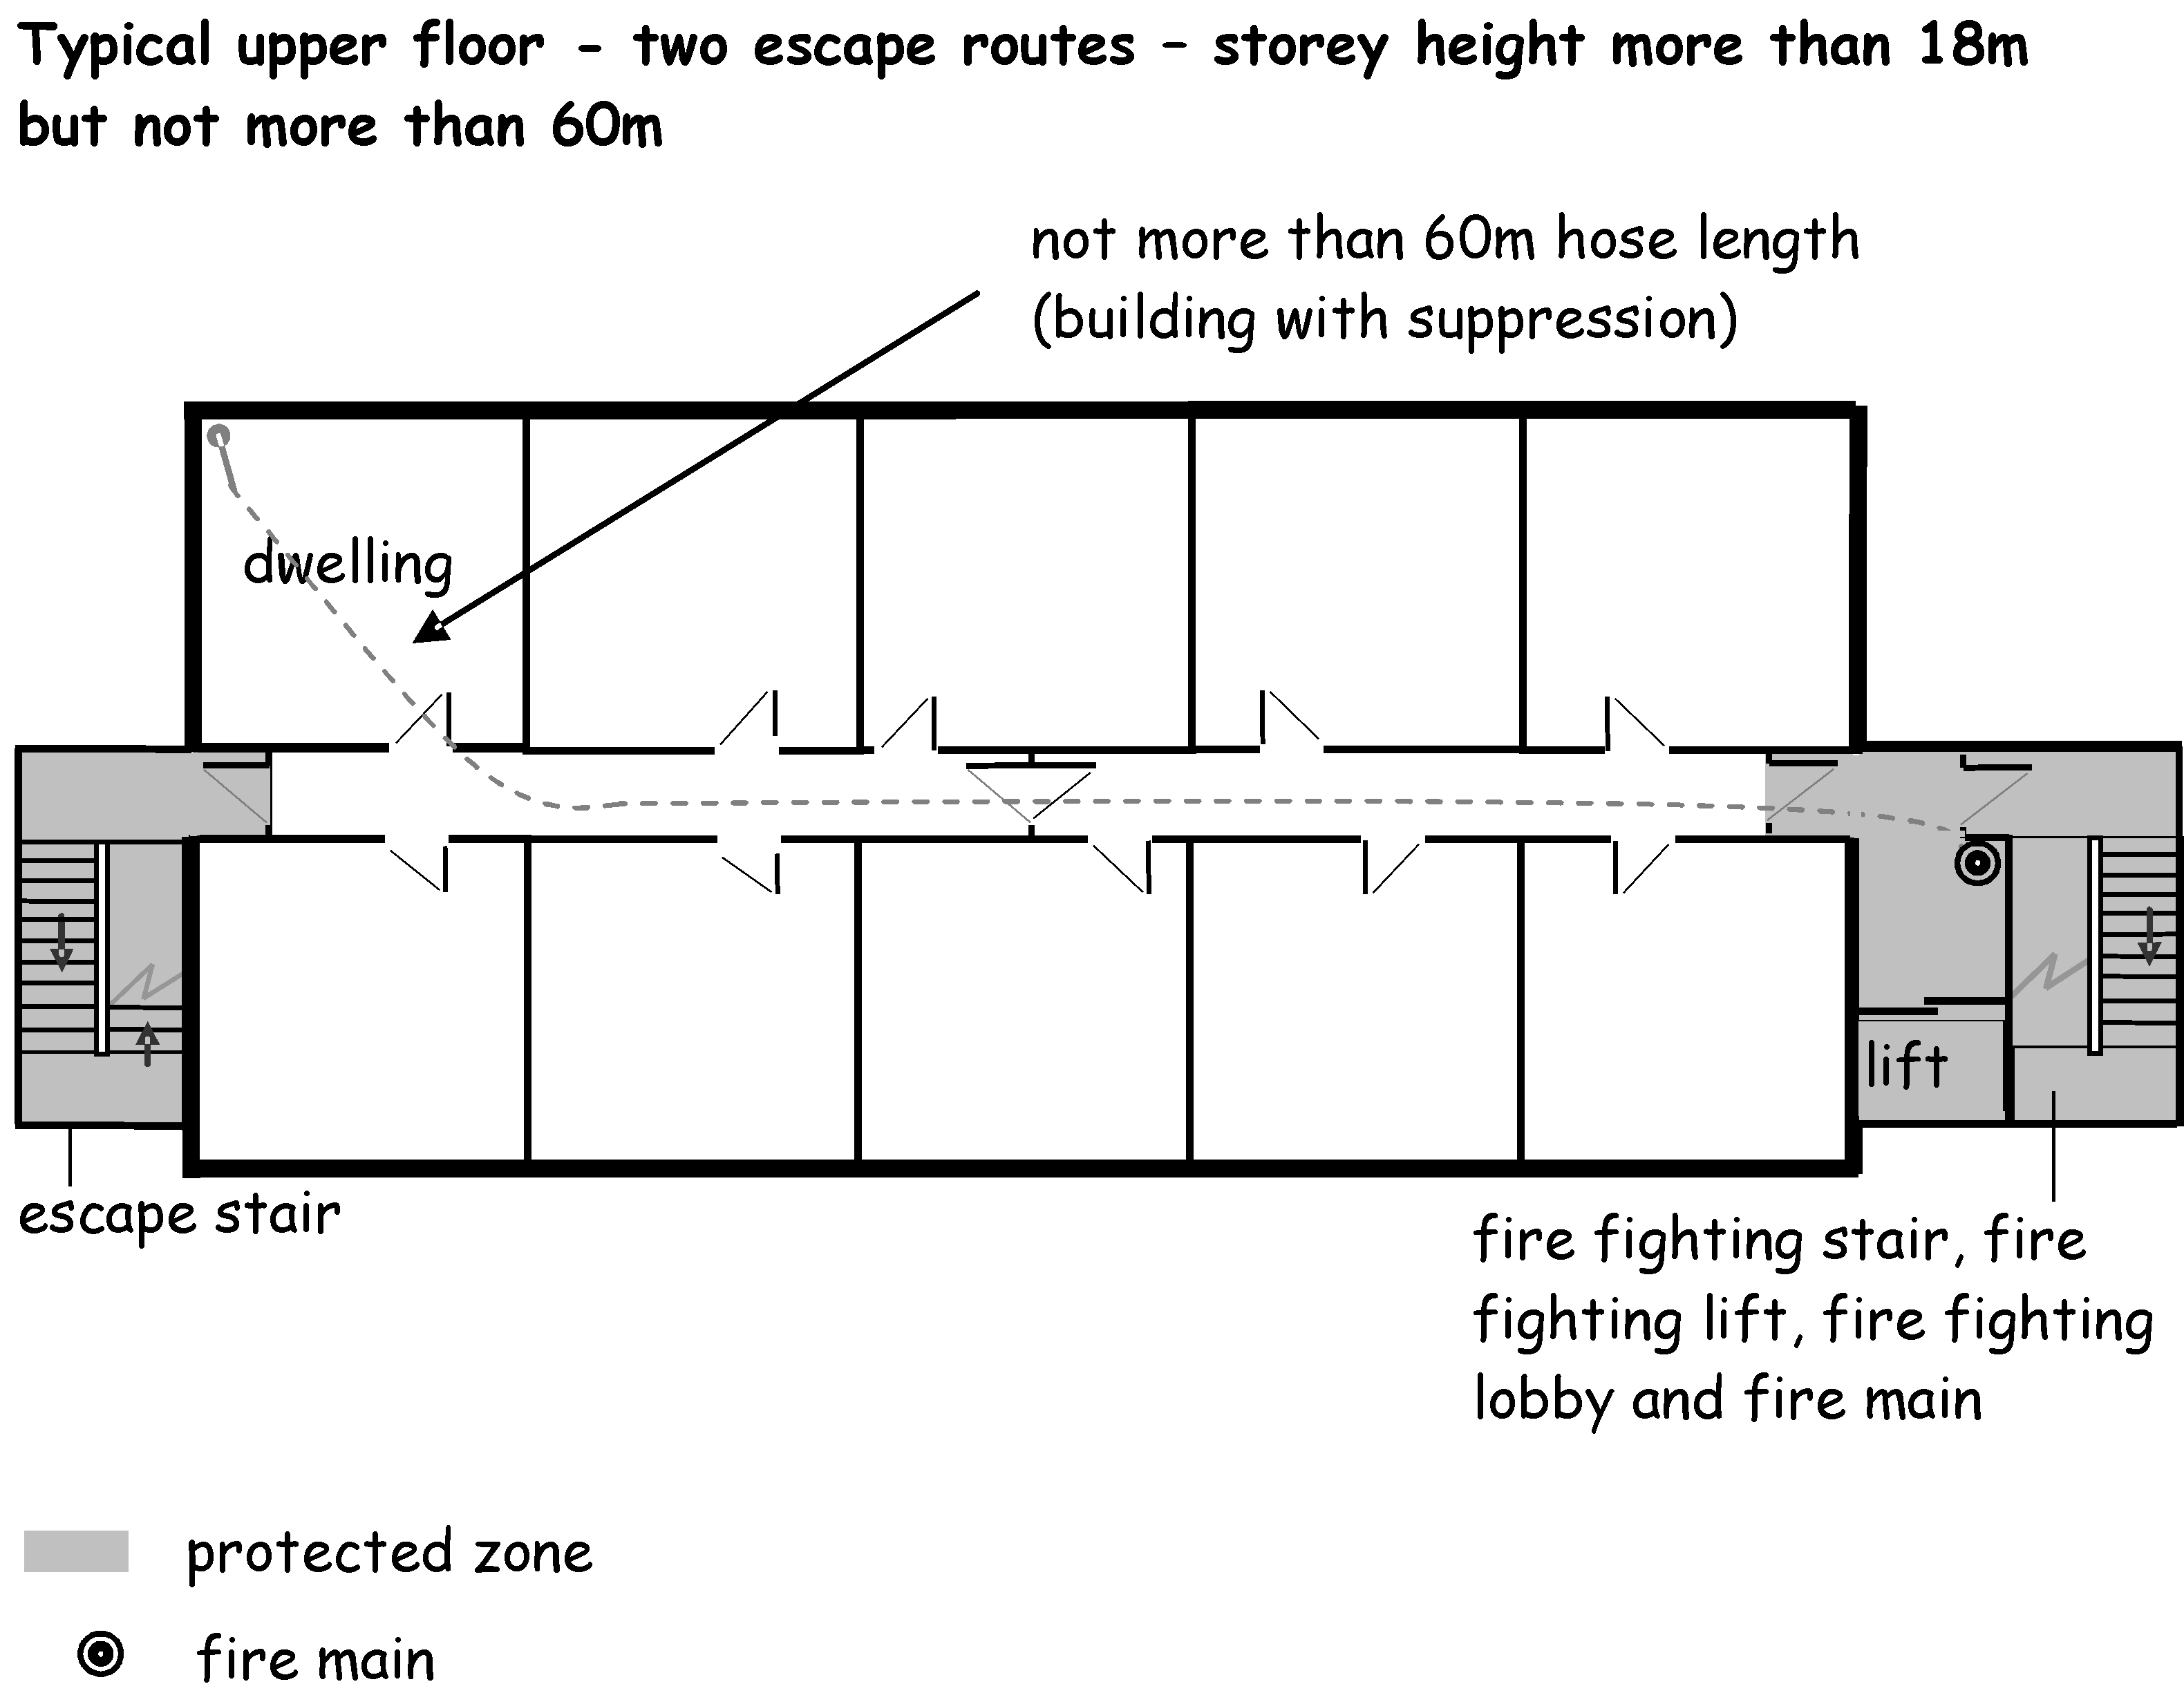 Typical upper floor - two escape routes - storey height more than 18m
but not more than 60m
not more than 60m hose length
(building with suppression)
dwelling
lift
escape stair
fire fighting stair, fire
fighting lift, fire fighting
lobby and fire main
protected zone
fire main